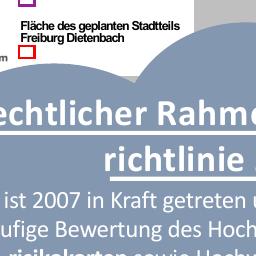 Fläche des geplanten Stadtteils
Freiburg Dietenbach
m
echtlicher Rahme
richtlinie
ist 2007 in Kraft getreten
ufige Bewertung des Hoch
risikokarten sowie Hochw